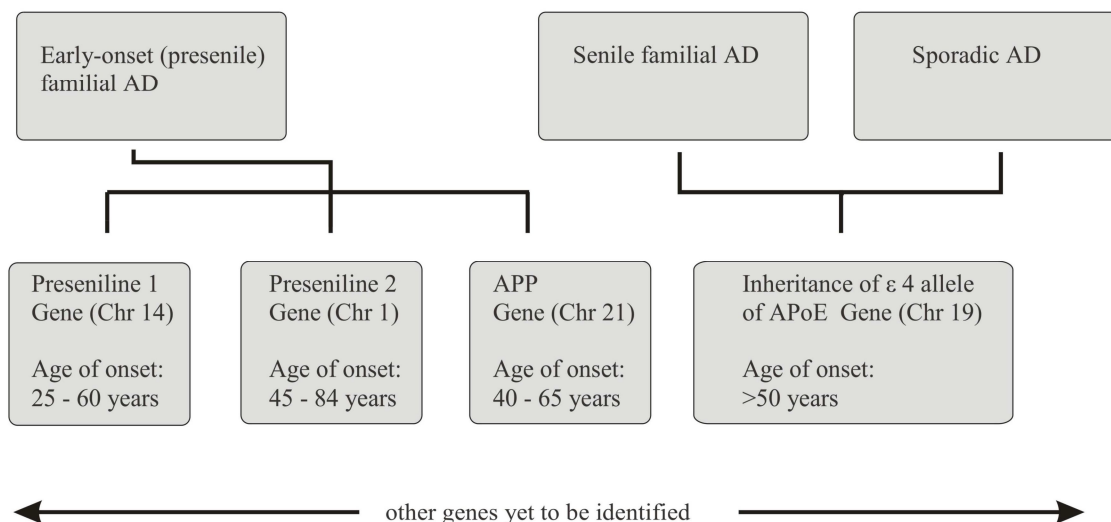 Early-onset (presenile)
familial AD
Senile familial AD
Sporadic AD
Preseniline 1
Gene (Chr 14)
Age of onset:
25 - 60 years
Preseniline 2
Gene (Chr 1)
Age of onset:
45 - 84 years
APP
Gene (Chr 21)
Age of onset:
40 - 65 years
Inheritance of ε 4 allele
of APoE Gene (Chr 19)
Age of onset:
>50 years
other genes yet to be identified